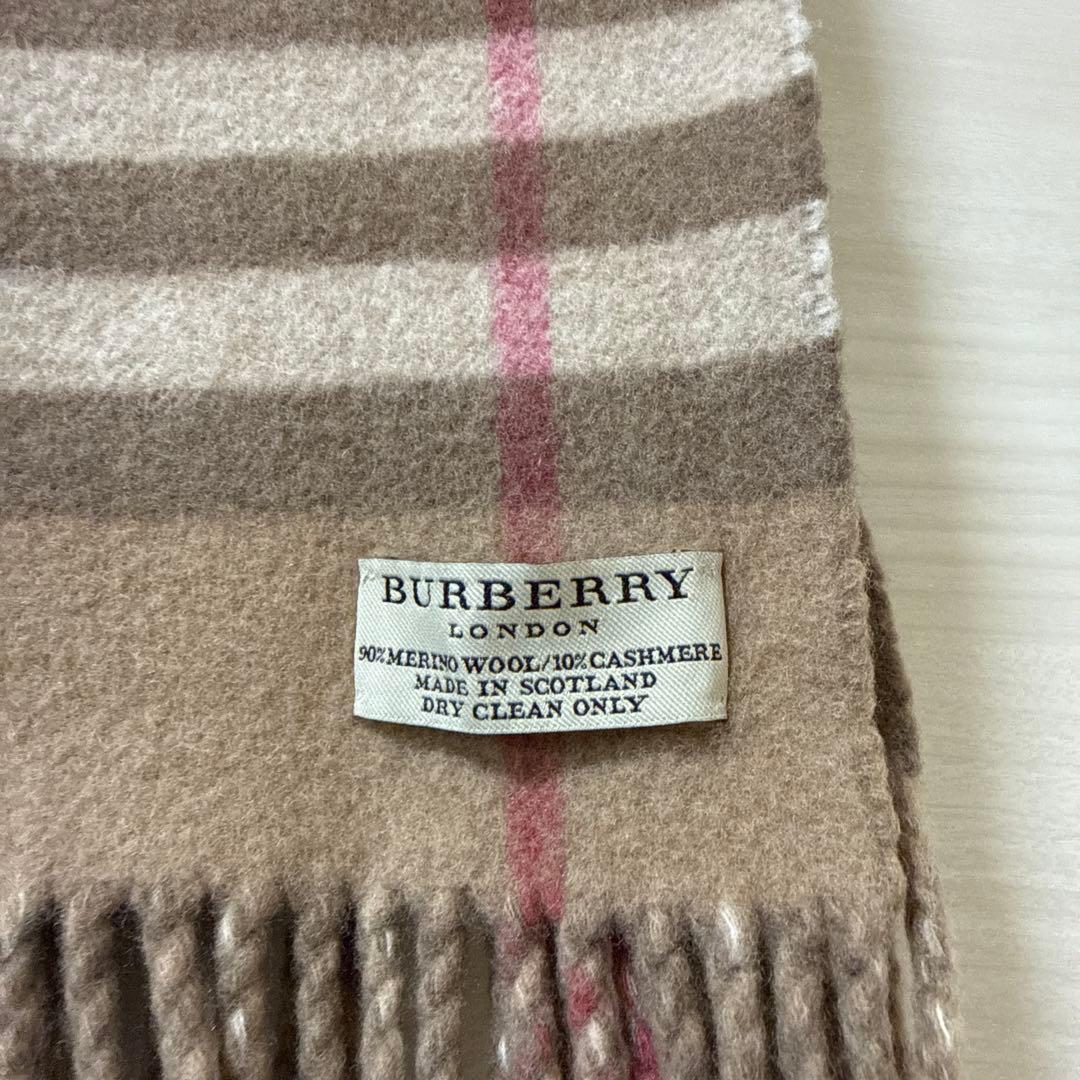 BURBERRY
LONDON
90%MERINO WOOL/10%CASHMERE
MADE IN SCOTLAND
DRY CLEAN ONLY